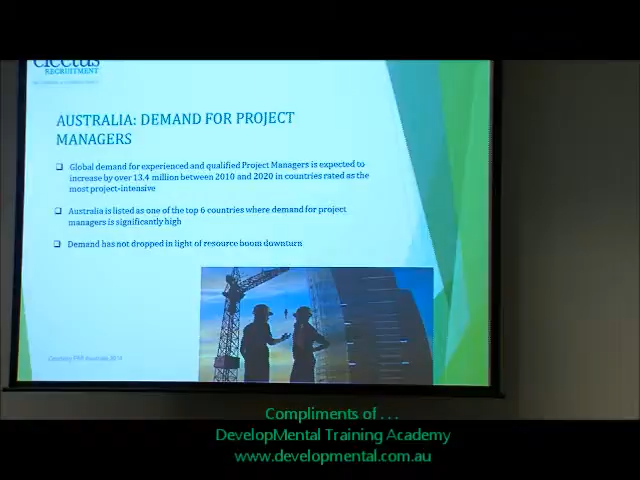 RECRUITMENT
AUSTRALIA: DEMAND FOR PROJECT
MANAGERS
Global demand for experienced and qualified Project Managers is expected to
increase by over 13.4 million between 2010 and 2020 in countries rated as the
most project-intensive
Australia is listed as one of the top 6 countries where demand for project
managers is significantly high
Demand has not dropped in light of resource boom downturn
Compliments of . . .
DevelopMental Training Academy
www.developmental.com.au